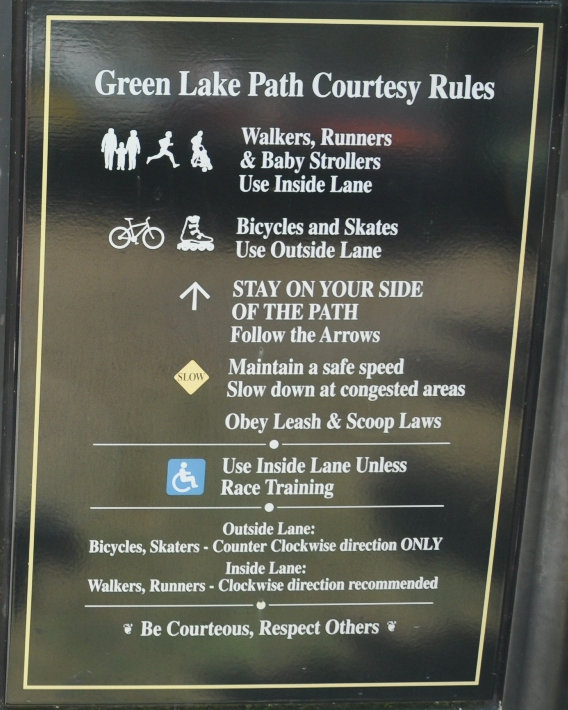 Green Lake Path Courtesy Rules
Walkers, Runners
& Baby Strollers
Use Inside Lane
Bicycles and Skates
Use Outside Lane
STAY ON YOUR SIDE
OF THE PATH
Follow the Arrows
SLOW
Maintain a safe speed
Slow down at congested areas
Obey Leash & Scoop Laws
Use Inside Lane Unless
Race Training
Outside Lane:
Bicycles, Skaters - Counter Clockwise direction ONLY
Inside Lane:
Walkers, Runners - Clockwise direction recommended
Be Courteous, Respect Others